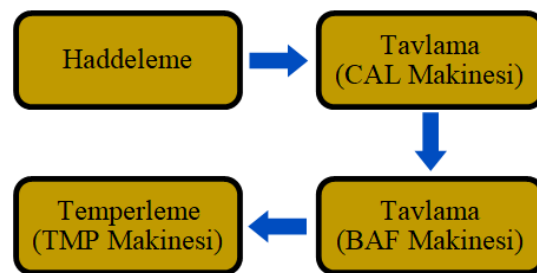 Haddeleme
Tavlama
(CAL Makinesi)
Tavlama
(BAF Makinesi)
Temperleme
(TMP Makinesi)